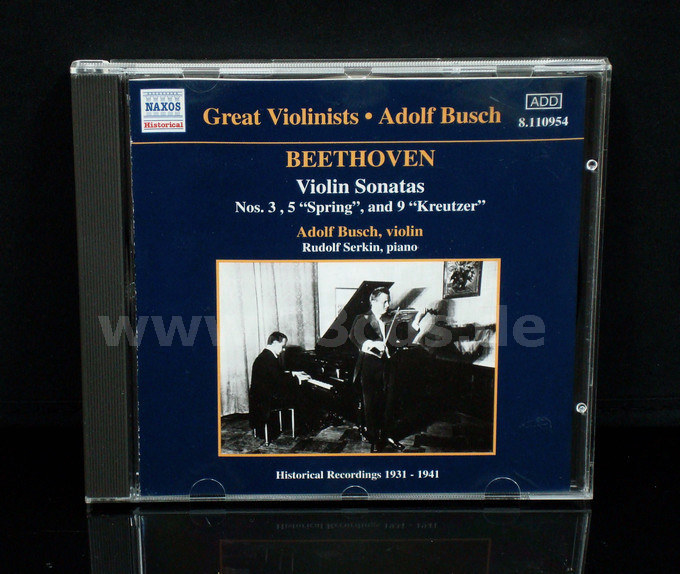 NAXOS
Historical
Great Violinists • Adolf Busch
ADD
8.110954
BEETHOVEN
Violin Sonatas
Nos. 3 , 5 “Spring”, and 9 “Kreutzer”
Adolf Busch, violin
Rudolf Serkin, piano
Historical Recordings 1931 - 1941